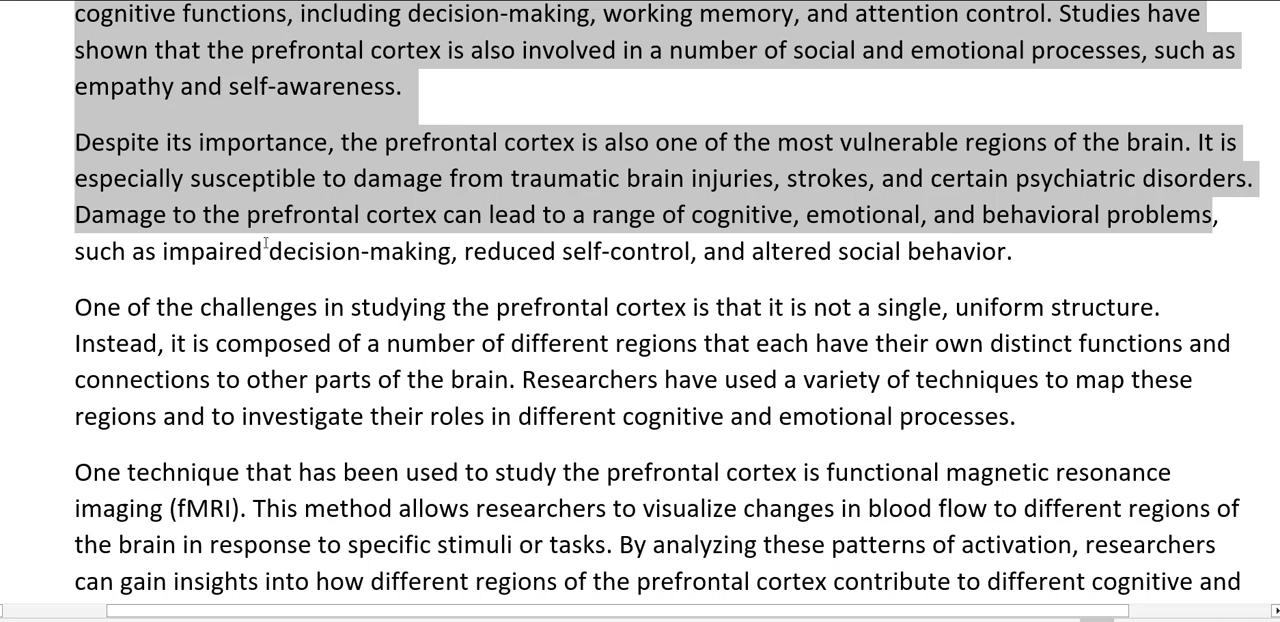 cognitive functions, including decision-making, working memory, and attention control. Studies have
shown that the prefrontal cortex is also involved in a number of social and emotional processes, such as
empathy and self-awareness.
Despite its importance, the prefrontal cortex is also one of the most vulnerable regions of the brain. It is
especially susceptible to damage from traumatic brain injuries, strokes, and certain psychiatric disorders.
Damage to the prefrontal cortex can lead to a range of cognitive, emotional, and behavioral problems,
such as impaired decision-making, reduced self-control, and altered social behavior.
One of the challenges in studying the prefrontal cortex is that it is not a single, uniform structure.
Instead, it is composed of a number of different regions that each have their own distinct functions and
connections to other parts of the brain. Researchers have used a variety of techniques to map these
regions and to investigate their roles in different cognitive and emotional processes.
One technique that has been used to study the prefrontal cortex is functional magnetic resonance
imaging (fMRI). This method allows researchers to visualize changes in blood flow to different regions of
the brain in response to specific stimuli or tasks. By analyzing these patterns of activation, researchers
can gain insights into how different regions of the prefrontal cortex contribute to different cognitive and